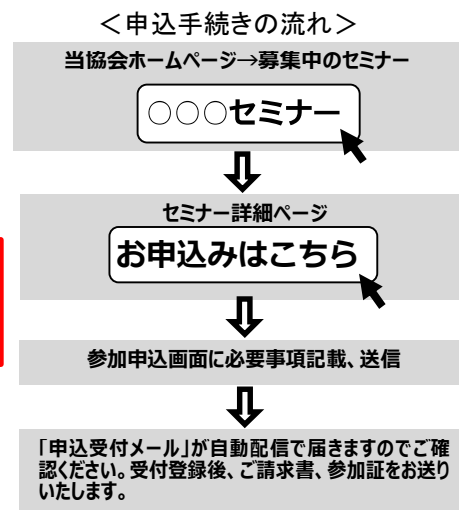 ＜申込手続きの流れ＞
当協会ホームページ→募集中のセミナー
○○○セミナー
セミナー詳細ページ
お申込みはこちら
参加申込画面に必要事項記載、送信
「申込受付メール」が自動配信で届きますのでご確
認ください。受付登録後、ご請求書、参加証をお送り
いたします。